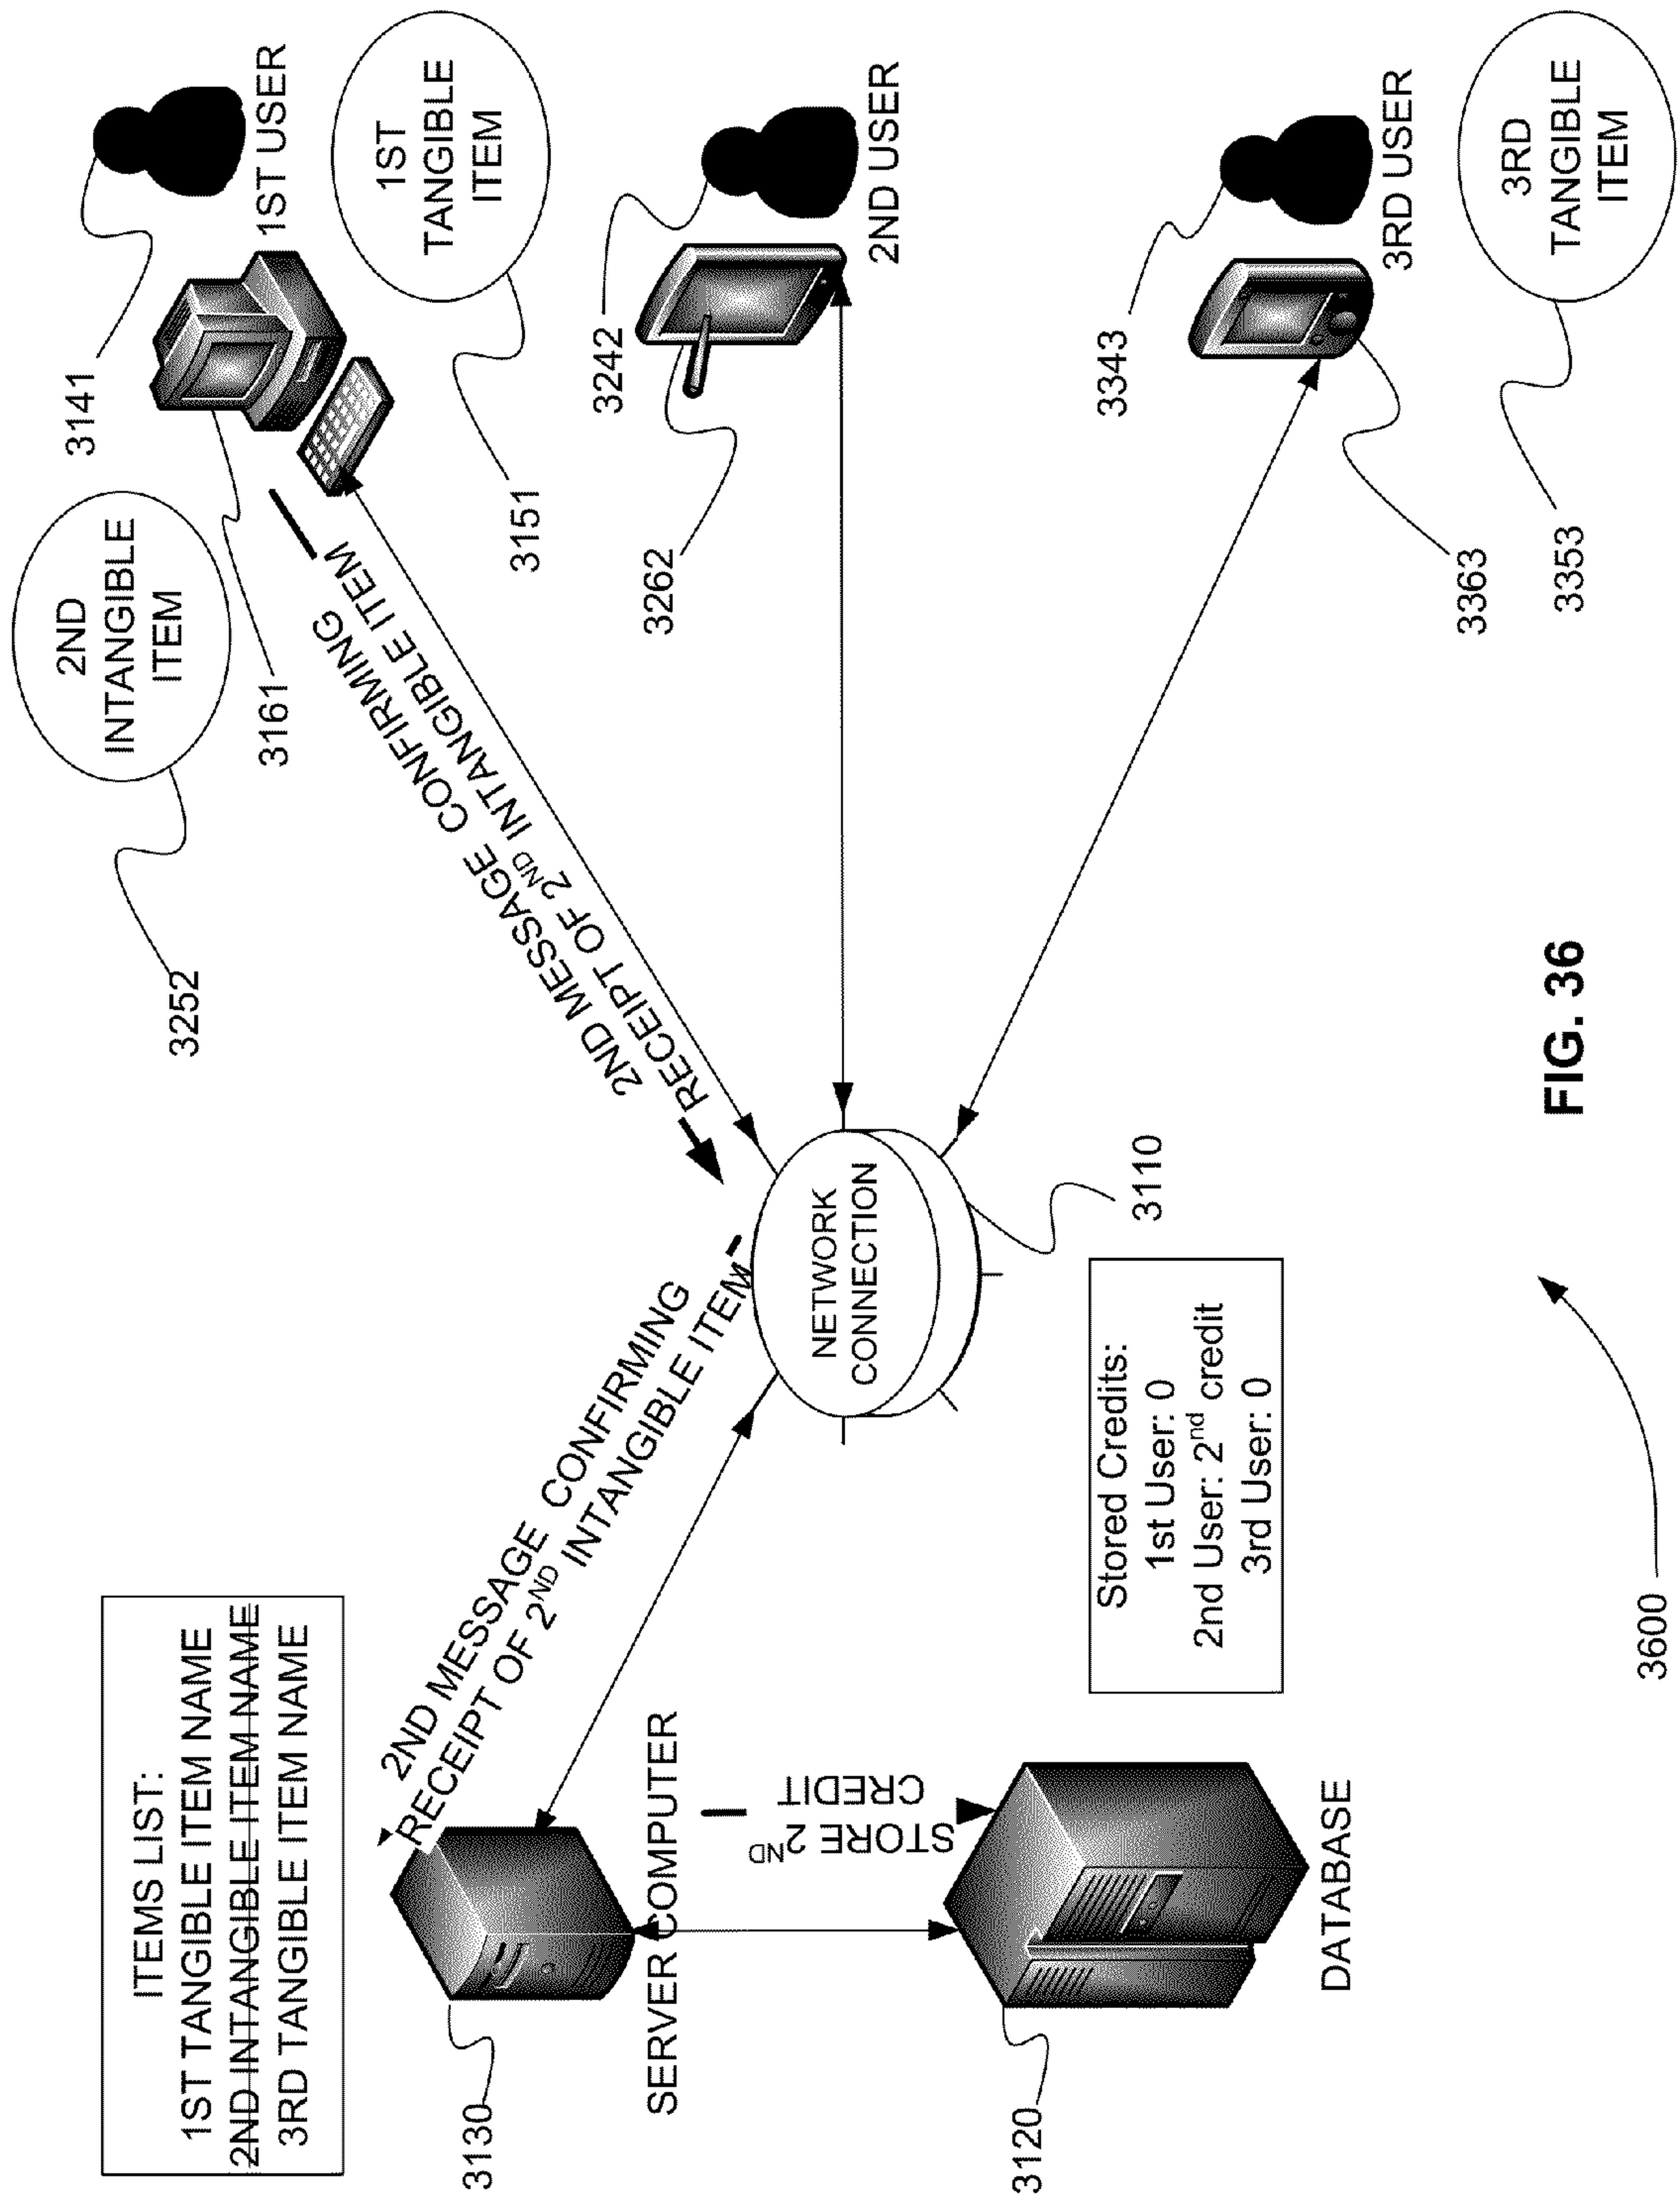 ITEMS LIST:
1ST TANGIBLE ITEM NAME
2ND INTANGIBLE ITEM NAME
3RD TANGIBLE ITEM NAME
3252
2ND
INTANGIBLE
ITEM
3141
1ST USER
3161
1ST
TANGIBLE
ITEM
3151
2ND MESSAGE CONFIRMING
RECEIPT OF 2ND INTANGIBLE ITEM
2ND MESSAGE CONFIRMING
RECEIPT OF 2ND INTANGIBLE ITEM
3130
SERVER COMPUTER
3242
2ND USER
3262
NETWORK
CONNECTION
3110
STORE 2ND
CREDIT
3120
DATABASE
Stored Credits:
1st User: 0
2nd User: 2nd credit
3rd User: 0
3343
3RD USER
3363
3RD
TANGIBLE
ITEM
3353
3600
FIG. 36